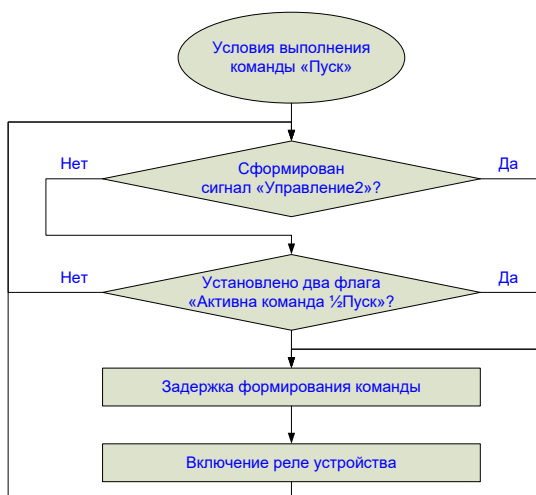 Условия выполнения
команды «Пуск»
Нет
Да
Сформирован
сигнал «Управление2»?
Нет
Да
Установлено два флага
«Активна команда ½Пуск»?
Задержка формирования команды
Включение реле устройства